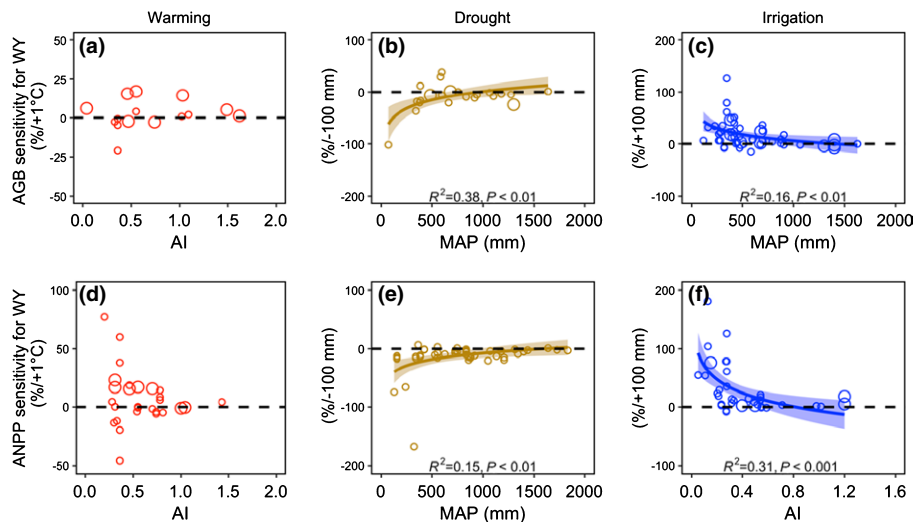 Warming Drought Irrigation
(a) (b) (c)
AGB sensitivity for WY
(%/+1°C)
50
25
0
-25
-50
0.0 0.5 1.0 1.5 2.0
AI
(%/-100 mm)
100
0
-100
-200
R²=0.38, P < 0.01
0 500 1000 1500 2000
MAP (mm)
(%/+100 mm)
200
100
0
-100
R²=0.16, P < 0.01
0 500 1000 1500 2000
MAP (mm)
(d) (e) (f)
ANPP sensitivity for WY
(%/+1°C)
100
50
0
-50
0.0 0.5 1.0 1.5 2.0
AI
(%/-100 mm)
100
0
-100
-200
R²=0.15, P < 0.01
0 500 1000 1500 2000
MAP (mm)
(%/+100 mm)
200
100
0
-100
R²=0.31, P < 0.001
0.0 0.4 0.8 1.2 1.6
AI